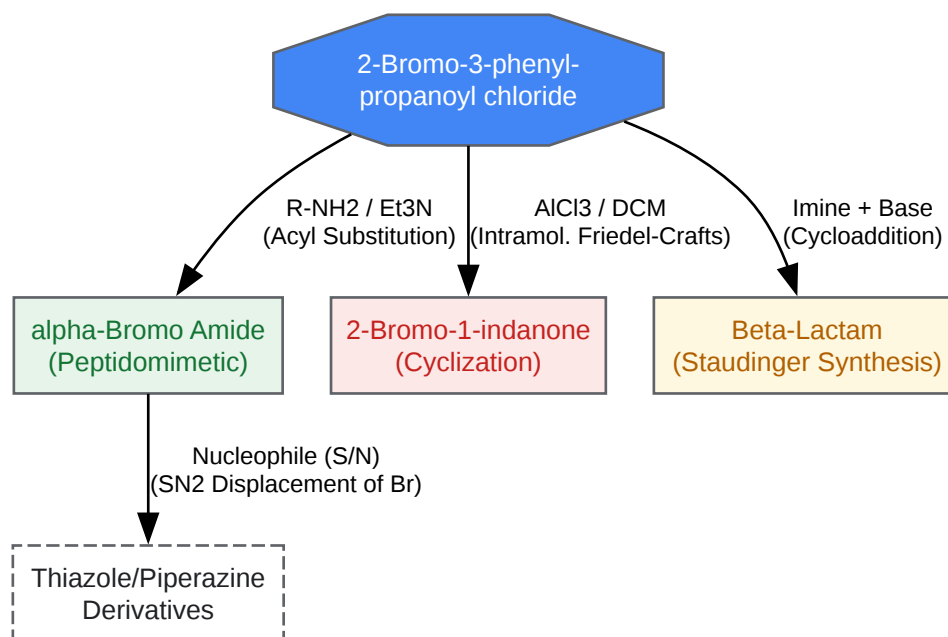 2-Bromo-3-phenyl-
propanoyl chloride
R-NH2 / Et3N
(Acyl Substitution)
AlCl3 / DCM
(Intramol. Friedel-Crafts)
Imine + Base
(Cycloaddition)
alpha-Bromo Amide
(Peptidomimetic)
2-Bromo-1-indanone
(Cyclization)
Beta-Lactam
(Staudinger Synthesis)
Nucleophile (S/N)
(SN2 Displacement of Br)
Thiazole/Piperazine
Derivatives